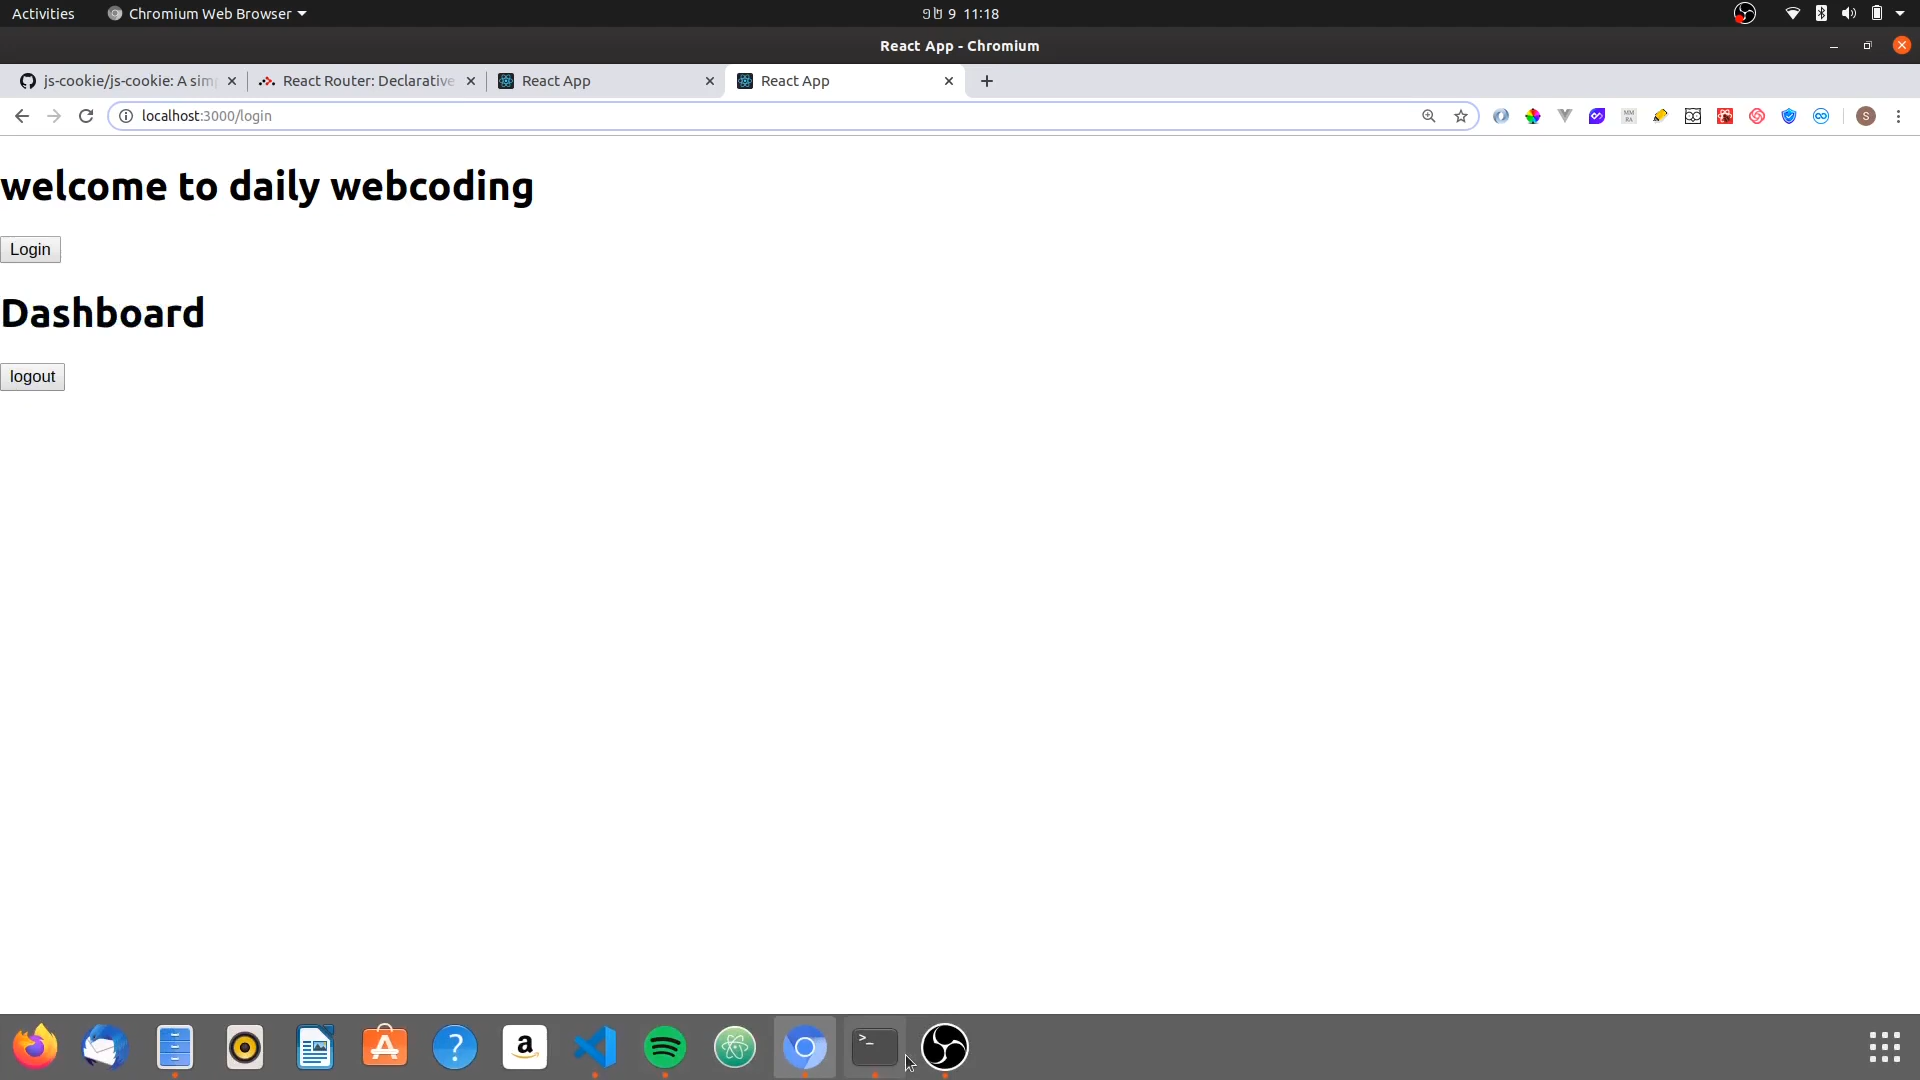 Activities
Chromium Web Browser
11:18
React App - Chromium
js-cookie/js-cookie: A sim
React Router: Declarative
React App
React App
localhost:3000/login
S
welcome to daily webcoding
Login
Dashboard
logout
>_
?
a